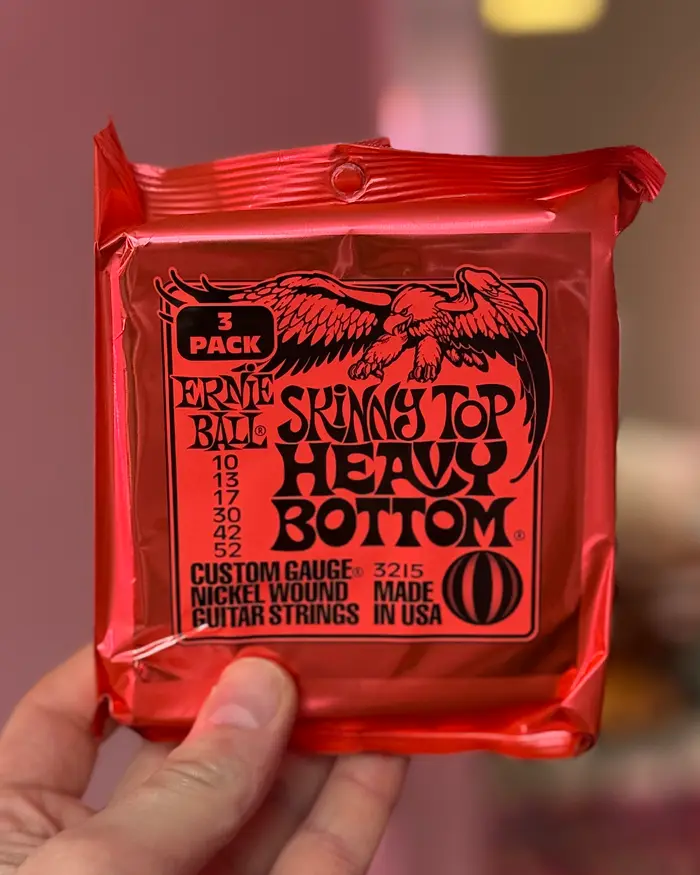 3
PACK
ERNIE
BALL®
SKINNY TOP
HEAVY
BOTTOM®
10
13
17
30
42
52
CUSTOM GAUGE®
NICKEL WOUND
GUITAR STRINGS
3215
MADE
IN USA